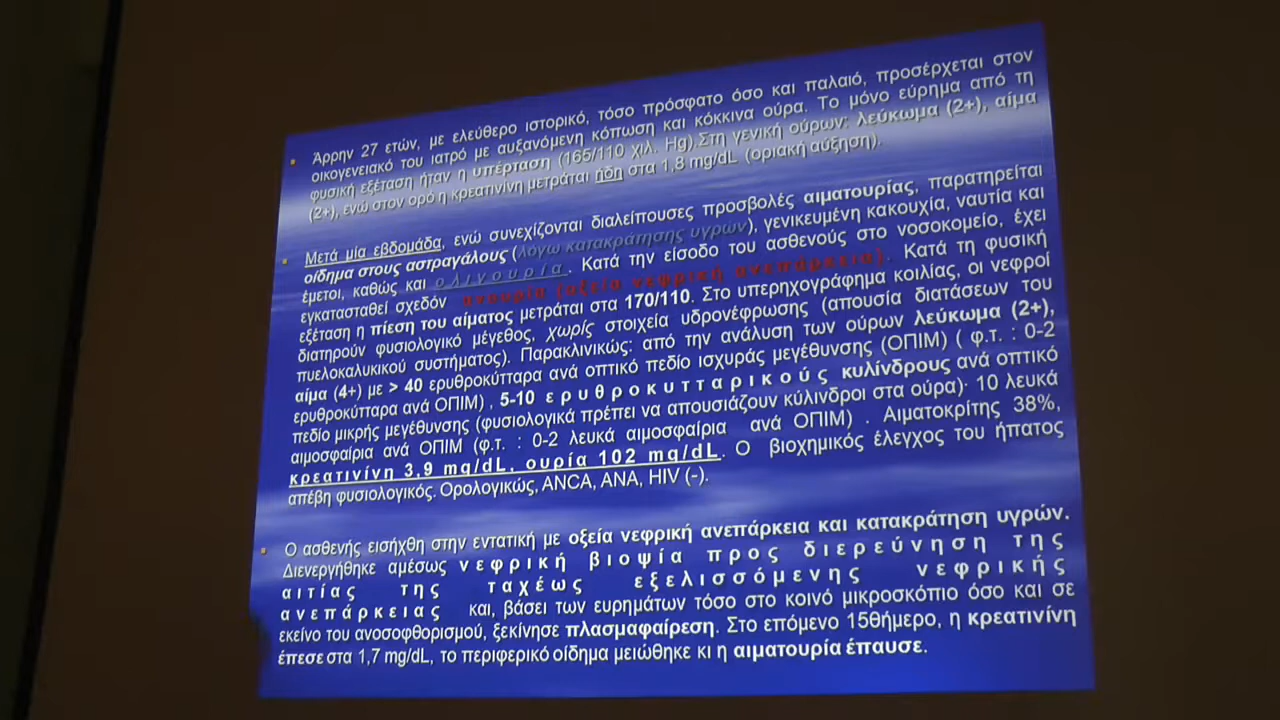 Άρρην 27 ετών, με ελεύθερο ιστορικό, τόσο πρόσφατο όσο και παλαιό, προσέρχεται στον
οικογενειακό του ιατρό με αυξανόμενη κόπωση και κόκκινα ούρα. Το μόνο εύρημα από τη
φυσική εξέταση ήταν η υπέρταση (165/110 χιλ. Hg).Στη γενική ούρων: λεύκωμα (2+), αίμα
(2+), ενώ στον ορό η κρεατινίνη μετράται ήδη στα 1,8 mg/dL (οριακή αύξηση).
Μετά μία εβδομάδα, ενώ συνεχίζονται διαλείπουσες προσβολές αιματουρίας, παρατηρείται
οίδημα στους αστραγάλους (λόγω κατακράτησης υγρών), γενικευμένη κακουχία, ναυτία και
έμετοι, καθώς και ολιγουρία. Κατά την είσοδο του ασθενούς στο νοσοκομείο, έχει
εγκατασταθεί σχεδόν ανουρία (οξεία νεφρική ανεπάρκεια). Κατά τη φυσική
εξέταση η πίεση του αίματος μετράται στα 170/110. Στο υπερηχογράφημα κοιλίας, οι νεφροί
διατηρούν φυσιολογικό μέγεθος, χωρίς στοιχεία υδρονέφρωσης (απουσία διατάσεων του
πυελοκαλυκικού συστήματος). Παρακλινικώς: από την ανάλυση των ούρων λεύκωμα (2+),
αίμα (4+) με > 40 ερυθροκύτταρα ανά οπτικό πεδίο ισχυράς μεγέθυνσης (ΟΠΙΜ) ( φ.τ. : 0-2
ερυθροκύτταρα ανά ΟΠΙΜ) , 5-10 ερυθροκυτταρικούς κυλίνδρους ανά οπτικό
πεδίο μικρής μεγέθυνσης (φυσιολογικά πρέπει να απουσιάζουν κύλινδροι στα ούρα)· 10 λευκά
αιμοσφαίρια ανά ΟΠΙΜ (φ.τ. : 0-2 λευκά αιμοσφαίρια ανά ΟΠΙΜ) . Αιματοκρίτης 38%,
κρεατινίνη 3,9 mg/dL, ουρία 102 mg/dL. Ο βιοχημικός έλεγχος του ήπατος
απέβη φυσιολογικός. Ορολογικώς, ANCA, ANA, HIV (-).
Ο ασθενής εισήχθη στην εντατική με οξεία νεφρική ανεπάρκεια και κατακράτηση υγρών.
Διενεργήθηκε αμέσως νεφρική βιοψία προς διερεύνηση της
αιτίας της ταχέως εξελισσόμενης νεφρικής
ανεπάρκειας και, βάσει των ευρημάτων τόσο στο κοινό μικροσκόπιο όσο και σε
εκείνο του ανοσοφθορισμού, ξεκίνησε πλασμαφαίρεση. Στο επόμενο 15θήμερο, η κρεατινίνη
έπεσε στα 1,7 mg/dL, το περιφερικό οίδημα μειώθηκε κι η αιματουρία έπαυσε.